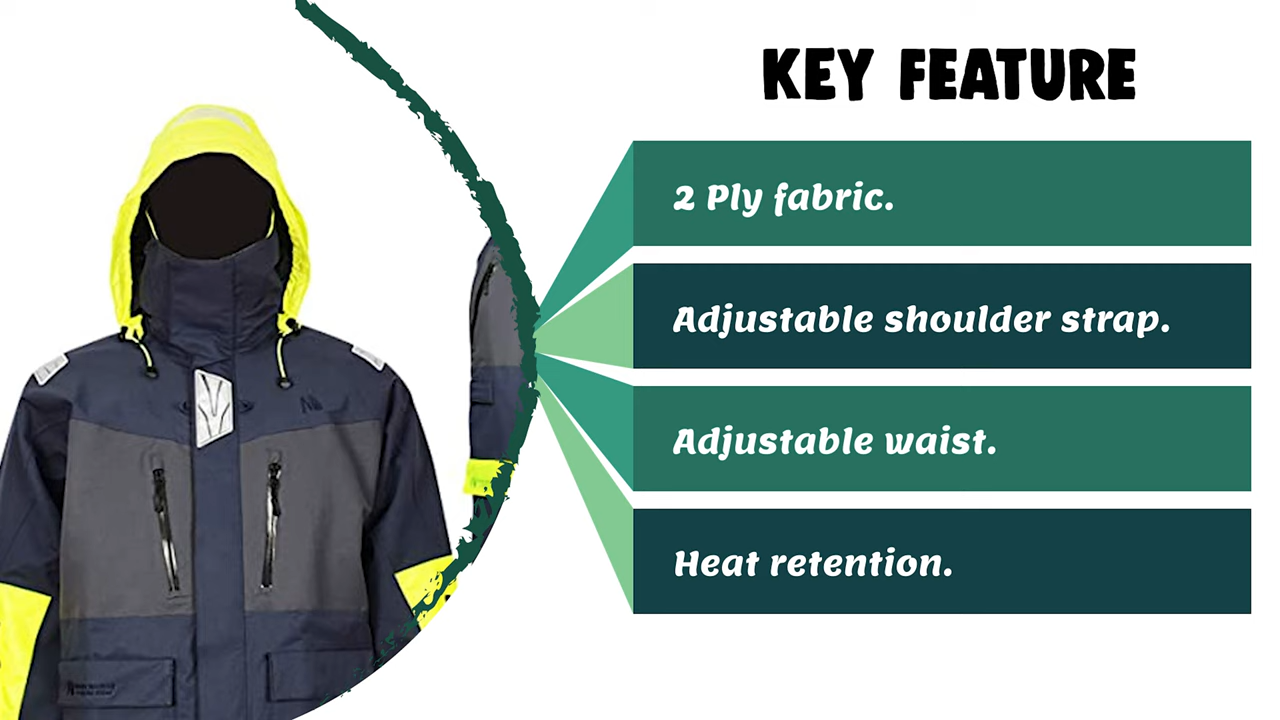 KEY FEATURE
2 Ply fabric.
Adjustable shoulder strap.
Adjustable waist.
Heat retention.